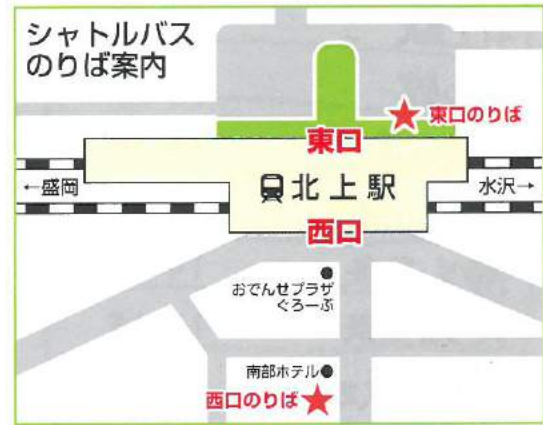 シャトルバス
のりば案内
東口のりば
東口
←盛岡
北上駅
水沢→
西口
おでんせプラザ
ぐろーぶ
南部ホテル
西口のりば